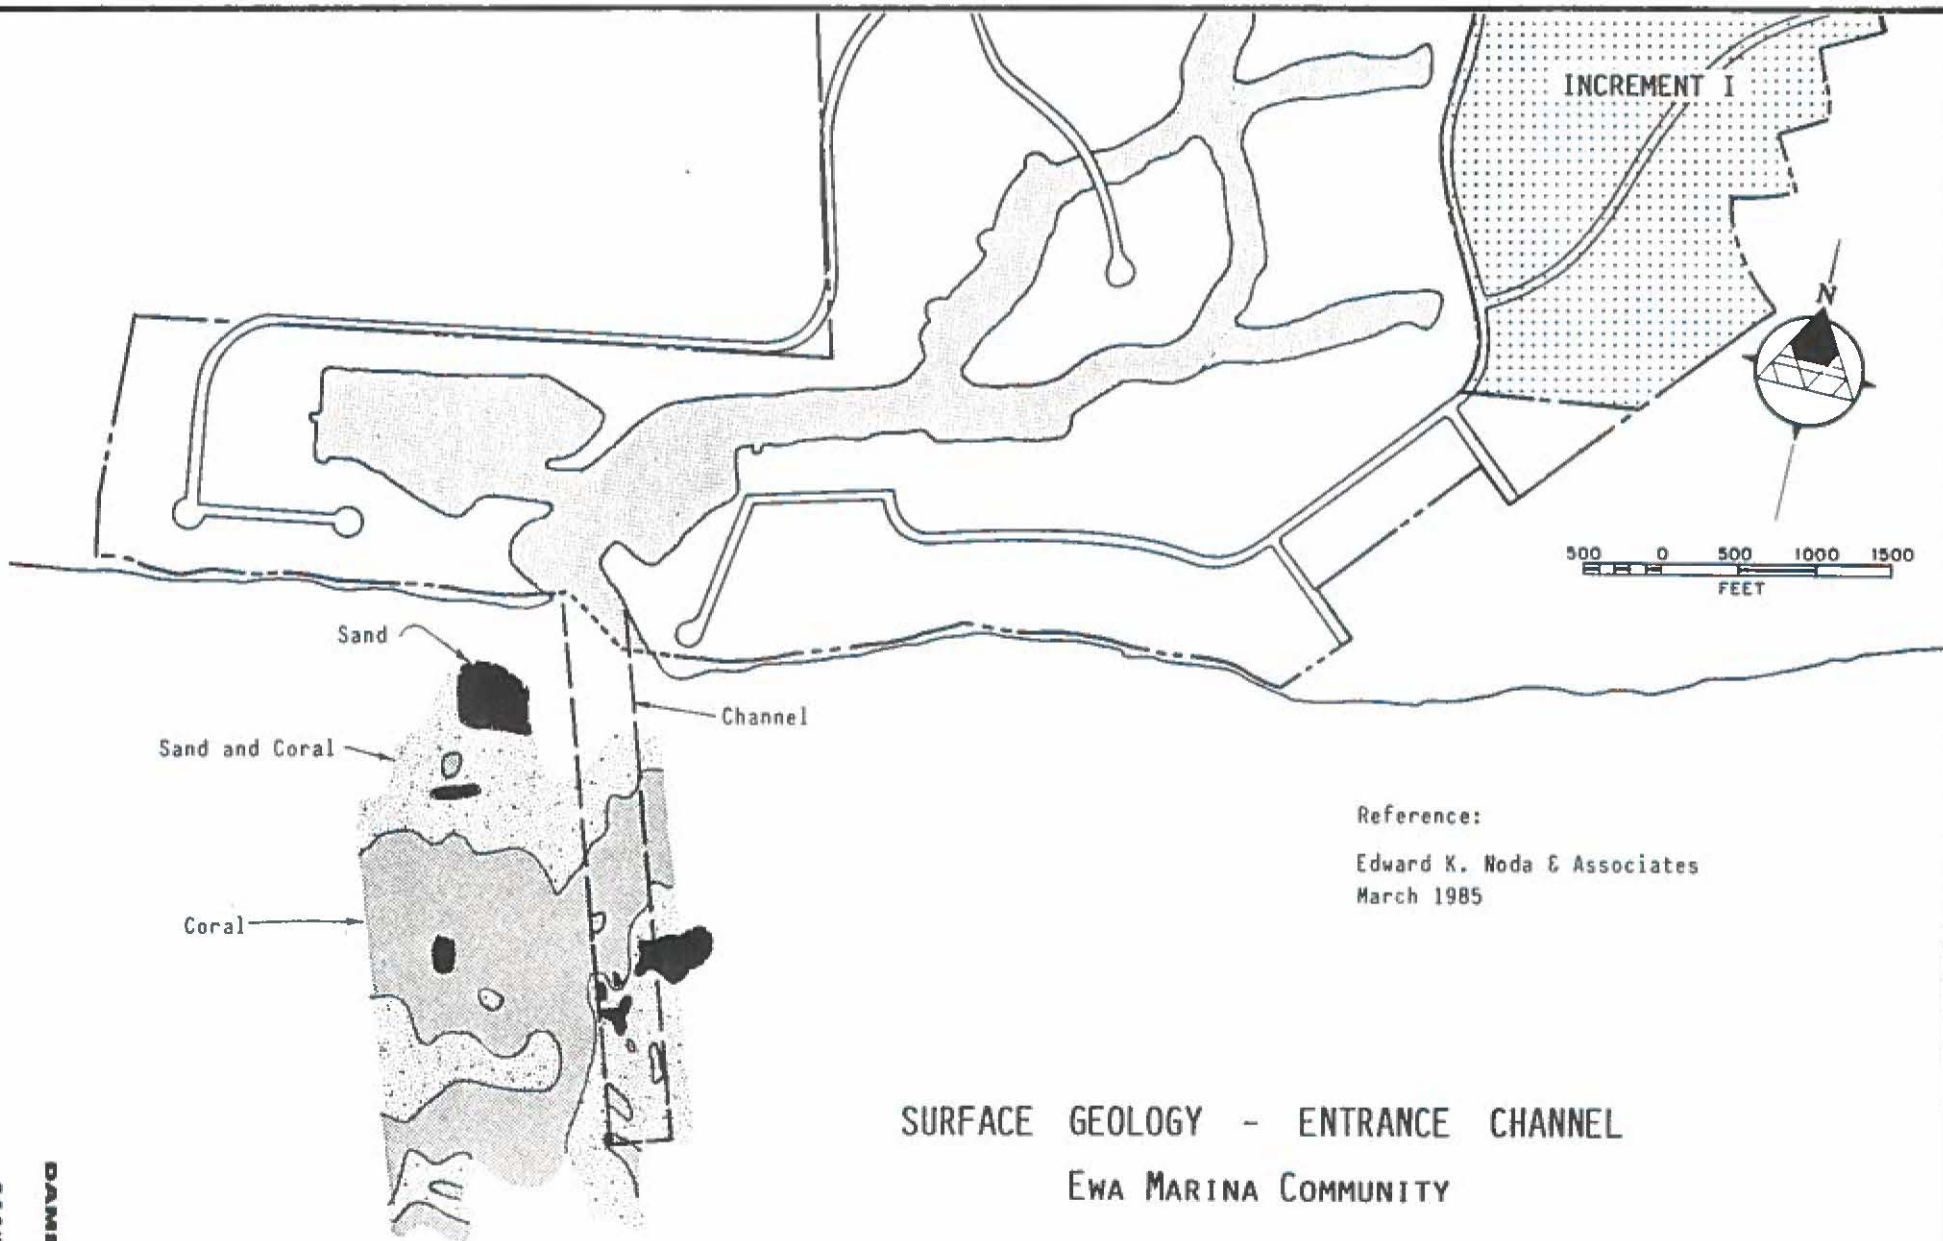 INCREMENT I
N
500 0 500 1000 1500
FEET
Sand
Channel
Sand and Coral
Coral
Reference:
Edward K. Noda & Associates
March 1985
SURFACE GEOLOGY - ENTRANCE CHANNEL
EWA MARINA COMMUNITY